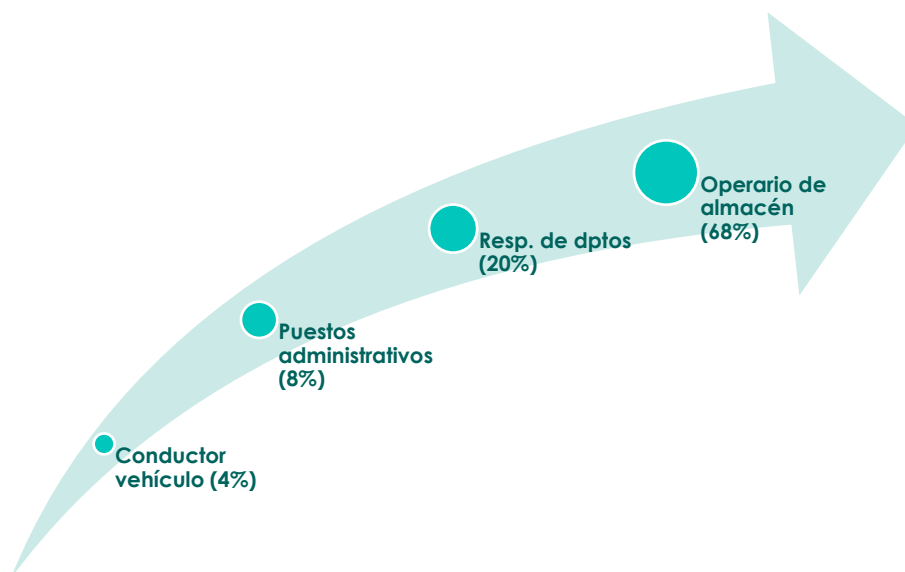 Operario de
almacén
(68%)
Resp. de dptos
(20%)
Puestos
administrativos
(8%)
Conductor
vehículo (4%)